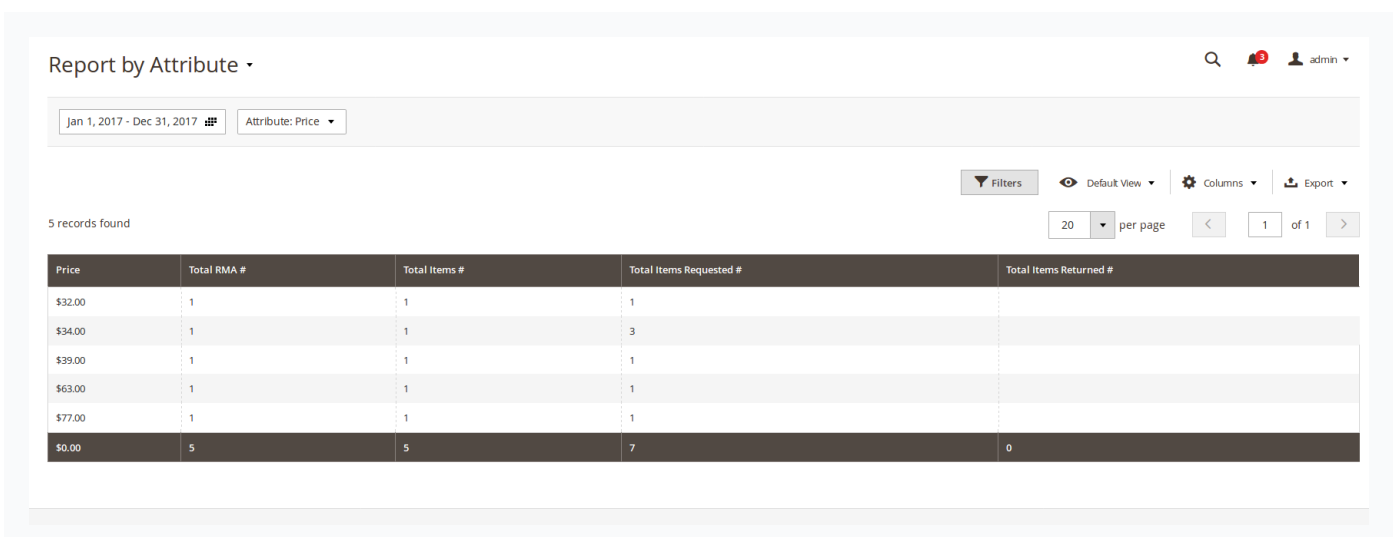 Report by Attribute
3
admin
Jan 1, 2017 - Dec 31, 2017
Attribute: Price
Filters
Default View
Columns
Export
5 records found
20 per page
1 of 1
Price Total RMA # Total Items # Total Items Requested # Total Items Returned #
$32.00 1 1 1
$34.00 1 1 3
$39.00 1 1 1
$63.00 1 1 1
$77.00 1 1 1
$0.00 5 5 7 0